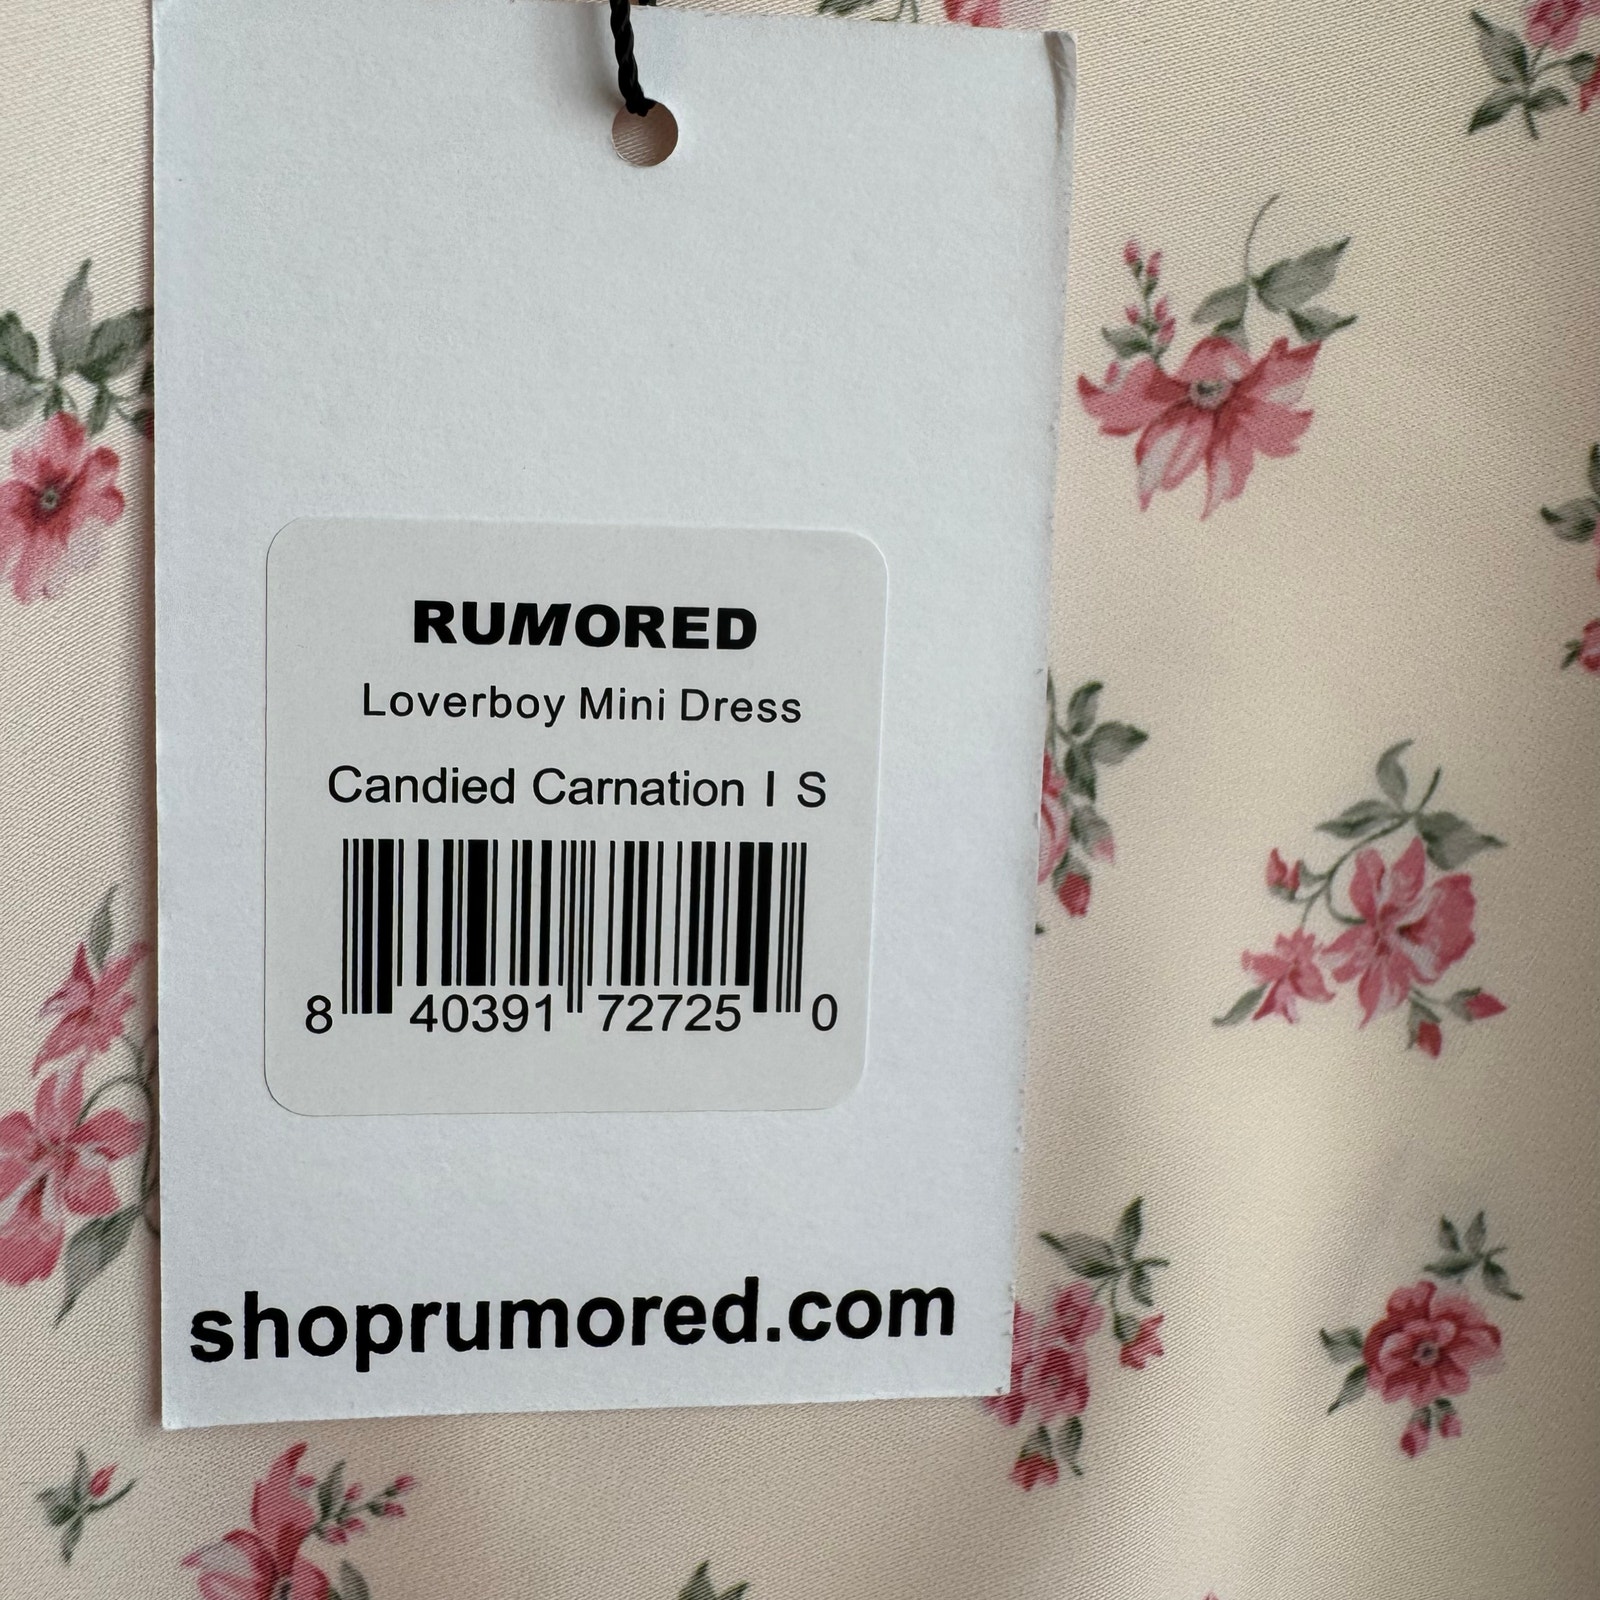 RUMORED
Loverboy Mini Dress
Candied Carnation I S
8 40391 72725 0
shoprumored.com